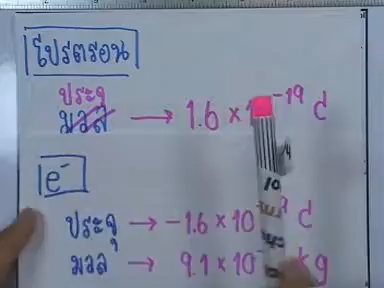 โปรตรอน
ประจุ
มวล → 1.6 × 1 -19 c
e⁻
ประจุ → -1.6 × 10 c
มวล → 9.1 × 10⁻ kg